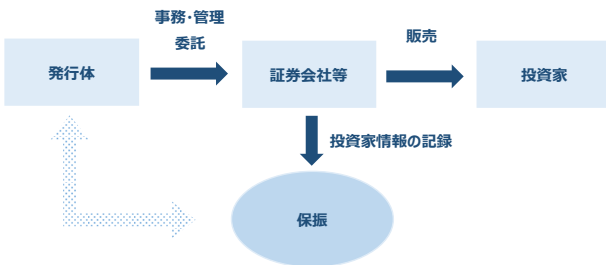 事務・管理
委託
販売
発行体
証券会社等
投資家
投資家情報の記録
保振